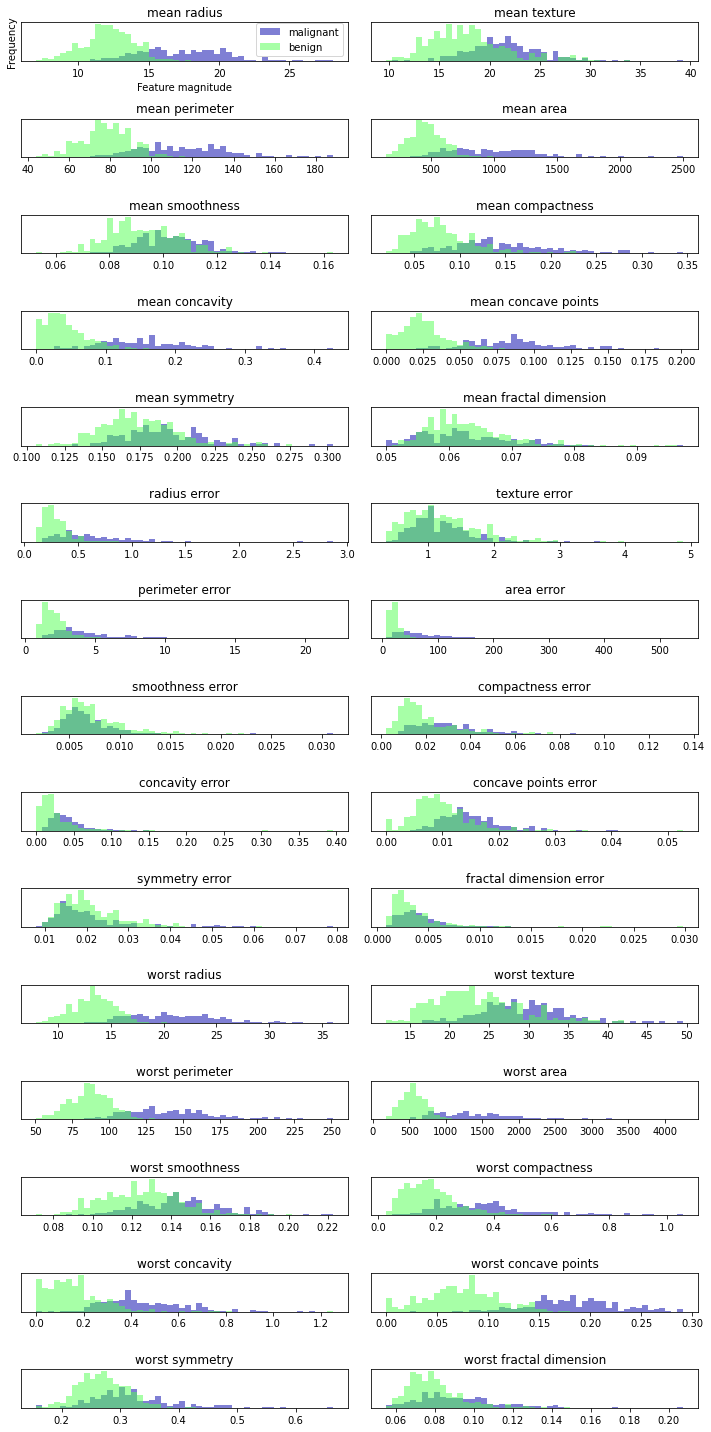 mean radius
mean texture
Frequency
malignant
benign
10 15 20 25
Feature magnitude
10 15 20 25 30 35 40
mean perimeter
mean area
40 60 80 100 120 140 160 180
500 1000 1500 2000 2500
mean smoothness
mean compactness
0.06 0.08 0.10 0.12 0.14 0.16
0.05 0.10 0.15 0.20 0.25 0.30 0.35
mean concavity
mean concave points
0.0 0.1 0.2 0.3 0.4
0.000 0.025 0.050 0.075 0.100 0.125 0.150 0.175 0.200
mean symmetry
mean fractal dimension
0.100 0.125 0.150 0.175 0.200 0.225 0.250 0.275 0.300
0.05 0.06 0.07 0.08 0.09
radius error
texture error
0.0 0.5 1.0 1.5 2.0 2.5 3.0
1 2 3 4 5
perimeter error
area error
0 5 10 15 20
0 100 200 300 400 500
smoothness error
compactness error
0.005 0.010 0.015 0.020 0.025 0.030
0.00 0.02 0.04 0.06 0.08 0.10 0.12 0.14
concavity error
concave points error
0.00 0.05 0.10 0.15 0.20 0.25 0.30 0.35 0.40
0.00 0.01 0.02 0.03 0.04 0.05
symmetry error
fractal dimension error
0.01 0.02 0.03 0.04 0.05 0.06 0.07 0.08
0.000 0.005 0.010 0.015 0.020 0.025 0.030
worst radius
worst texture
10 15 20 25 30 35
15 20 25 30 35 40 45 50
worst perimeter
worst area
50 75 100 125 150 175 200 225 250
0 500 1000 1500 2000 2500 3000 3500 4000
worst smoothness
worst compactness
0.08 0.10 0.12 0.14 0.16 0.18 0.20 0.22
0.0 0.2 0.4 0.6 0.8 1.0
worst concavity
worst concave points
0.0 0.2 0.4 0.6 0.8 1.0 1.2
0.00 0.05 0.10 0.15 0.20 0.25 0.30
worst symmetry
worst fractal dimension
0.2 0.3 0.4 0.5 0.6
0.06 0.08 0.10 0.12 0.14 0.16 0.18 0.20